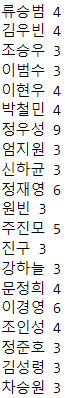 류승범 4
김우빈 4
조승우 3
이범수 3
이현우 4
박철민 4
정우성 9
엄지원 3
신하균 3
정재영 6
원빈 3
주진모 5
진구 3
강하늘 3
문정희 4
이경영 6
조인성 4
정준호 3
김성령 3
차승원 3